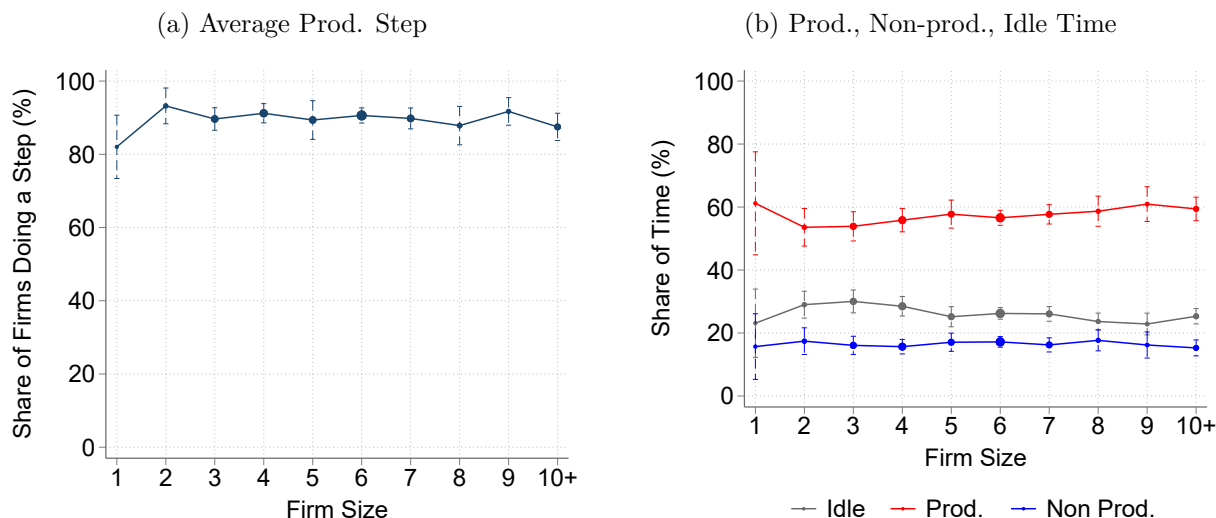 (a) Average Prod. Step
Share of Firms Doing a Step (%)
100
80
60
40
20
0
1 2 3 4 5 6 7 8 9 10+
Firm Size
(b) Prod., Non-prod., Idle Time
Share of Time (%)
100
80
60
40
20
0
1 2 3 4 5 6 7 8 9 10+
Firm Size
Idle Prod. Non Prod.